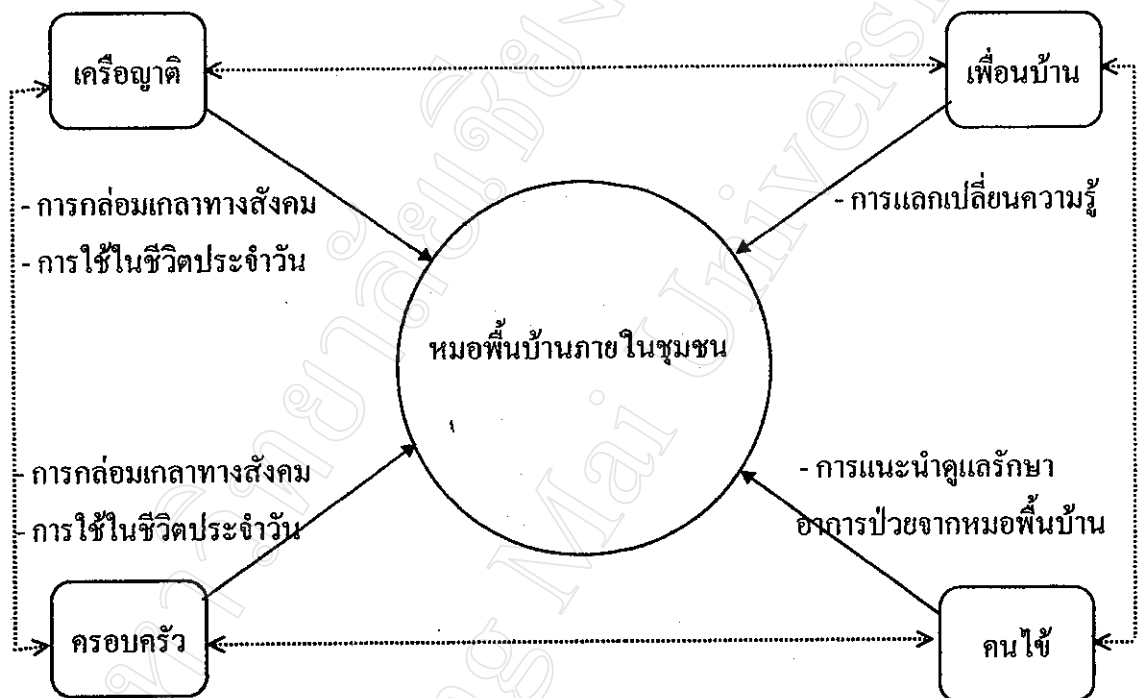 เครือญาติ
เพื่อนบ้าน
- การกล่อมเกลาทางสังคม
- การใช้ในชีวิตประจำวัน
- การแลกเปลี่ยนความรู้
หมอพื้นบ้านภายในชุมชน
- การกล่อมเกลาทางสังคม
- การใช้ในชีวิตประจำวัน
- การแนะนำดูแลรักษา
อาการป่วยจากหมอพื้นบ้าน
ครอบครัว
คนไข้